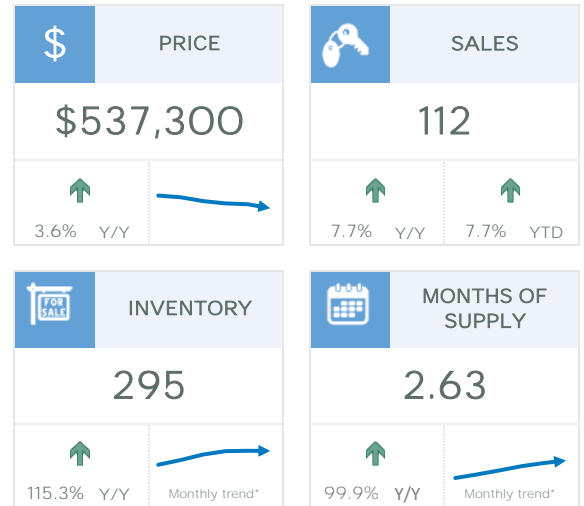 $
PRICE
$537,300
3.6% Y/Y
SALES
112
7.7% Y/Y
7.7% YTD
FOR
SALE
INVENTORY
295
115.3% Y/Y
Monthly trend*
MONTHS OF
SUPPLY
2.63
99.9% Y/Y
Monthly trend*